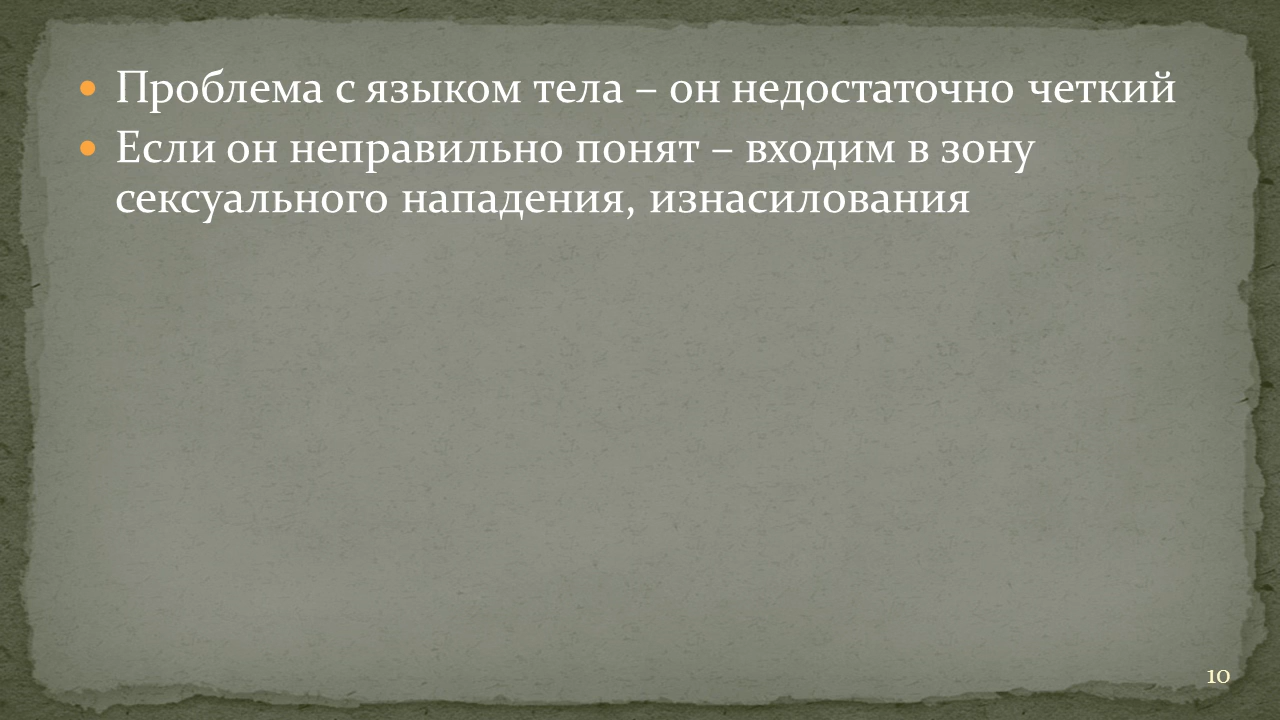 • Проблема с языком тела – он недостаточно четкий
• Если он неправильно понят – входим в зону
сексуального нападения, изнасилования
10